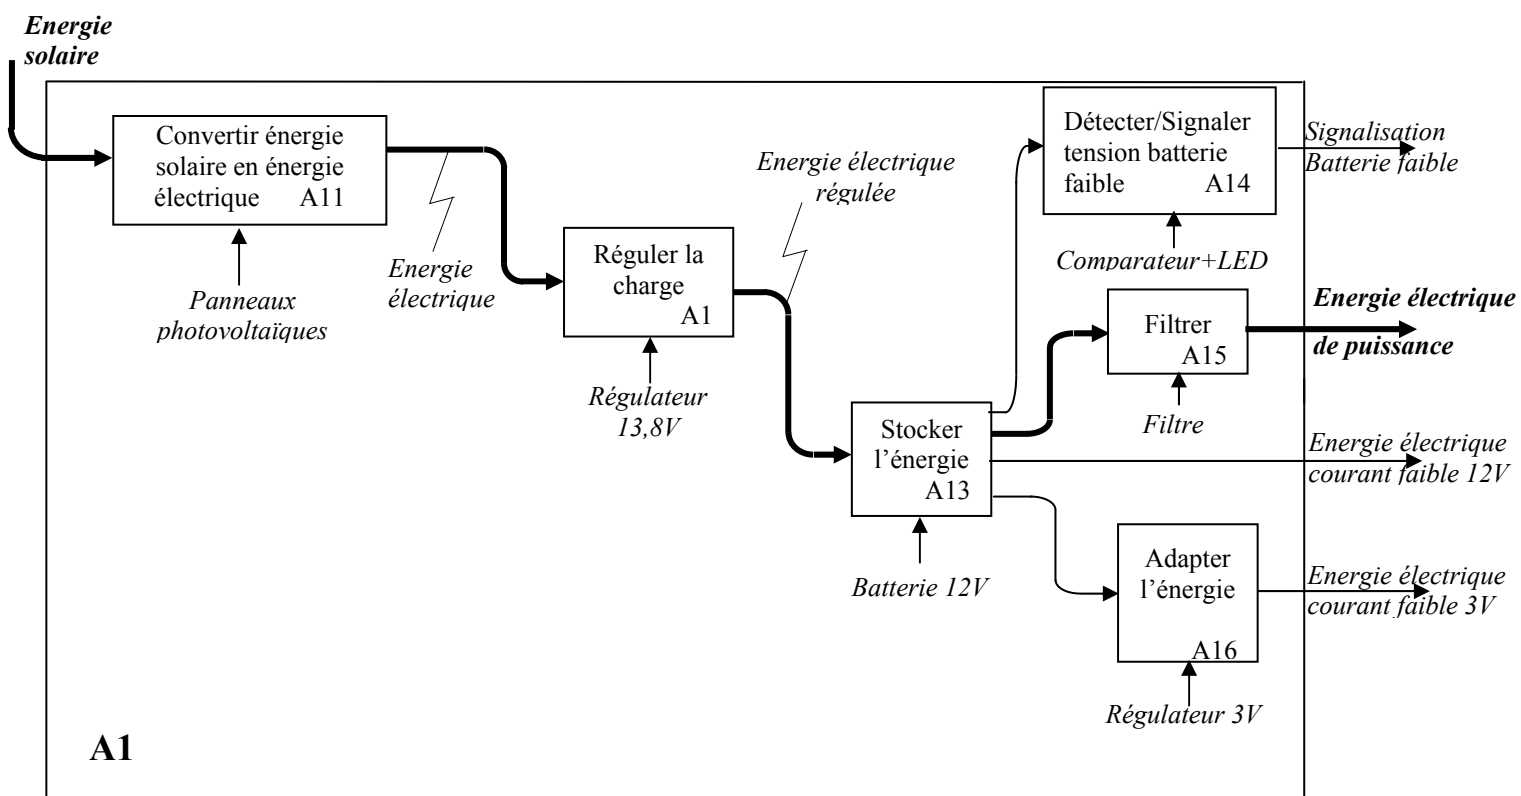 Energie
solaire
Convertir énergie
solaire en énergie
électrique A11
Panneaux
photovoltaïques
Energie
électrique
Réguler la
charge
A1
Régulateur
13,8V
Energie électrique
régulée
Stocker
l’énergie
A13
Batterie 12V
Détecter/Signaler
tension batterie
faible A14
Comparateur+LED
Signalisation
Batterie faible
Filtrer
A15
Filtre
Energie électrique
de puissance
Energie électrique
courant faible 12V
Adapter
l’énergie
A16
Régulateur 3V
Energie électrique
courant faible 3V
A1